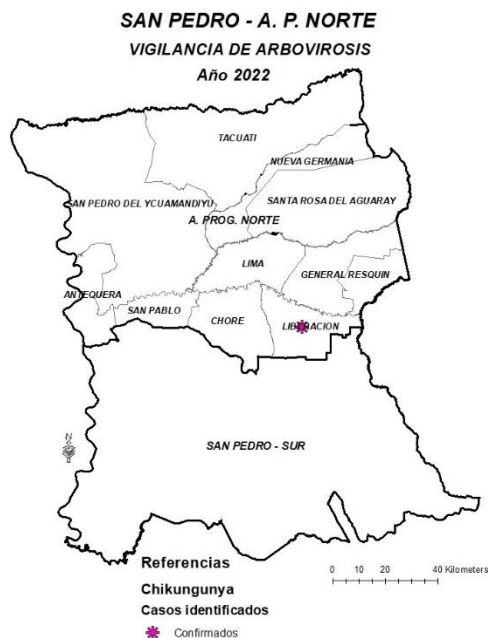 SAN PEDRO - A. P. NORTE
VIGILANCIA DE ARBOVIROSIS
Año 2022
TACUATI
NUEVA GERMANIA
SAN PEDRO DEL YCUAMANDIYU
SANTA ROSA DEL AGUARAY
A. PROG. NORTE
LIMA
GENERAL RESQUIN
ANTEQUERA
SAN PABLO
CHORE
LIBERACION
SAN PEDRO - SUR
N
Referencias
0 10 20 40 Kilometers
Chikungunya
Casos identificados
Confirmados